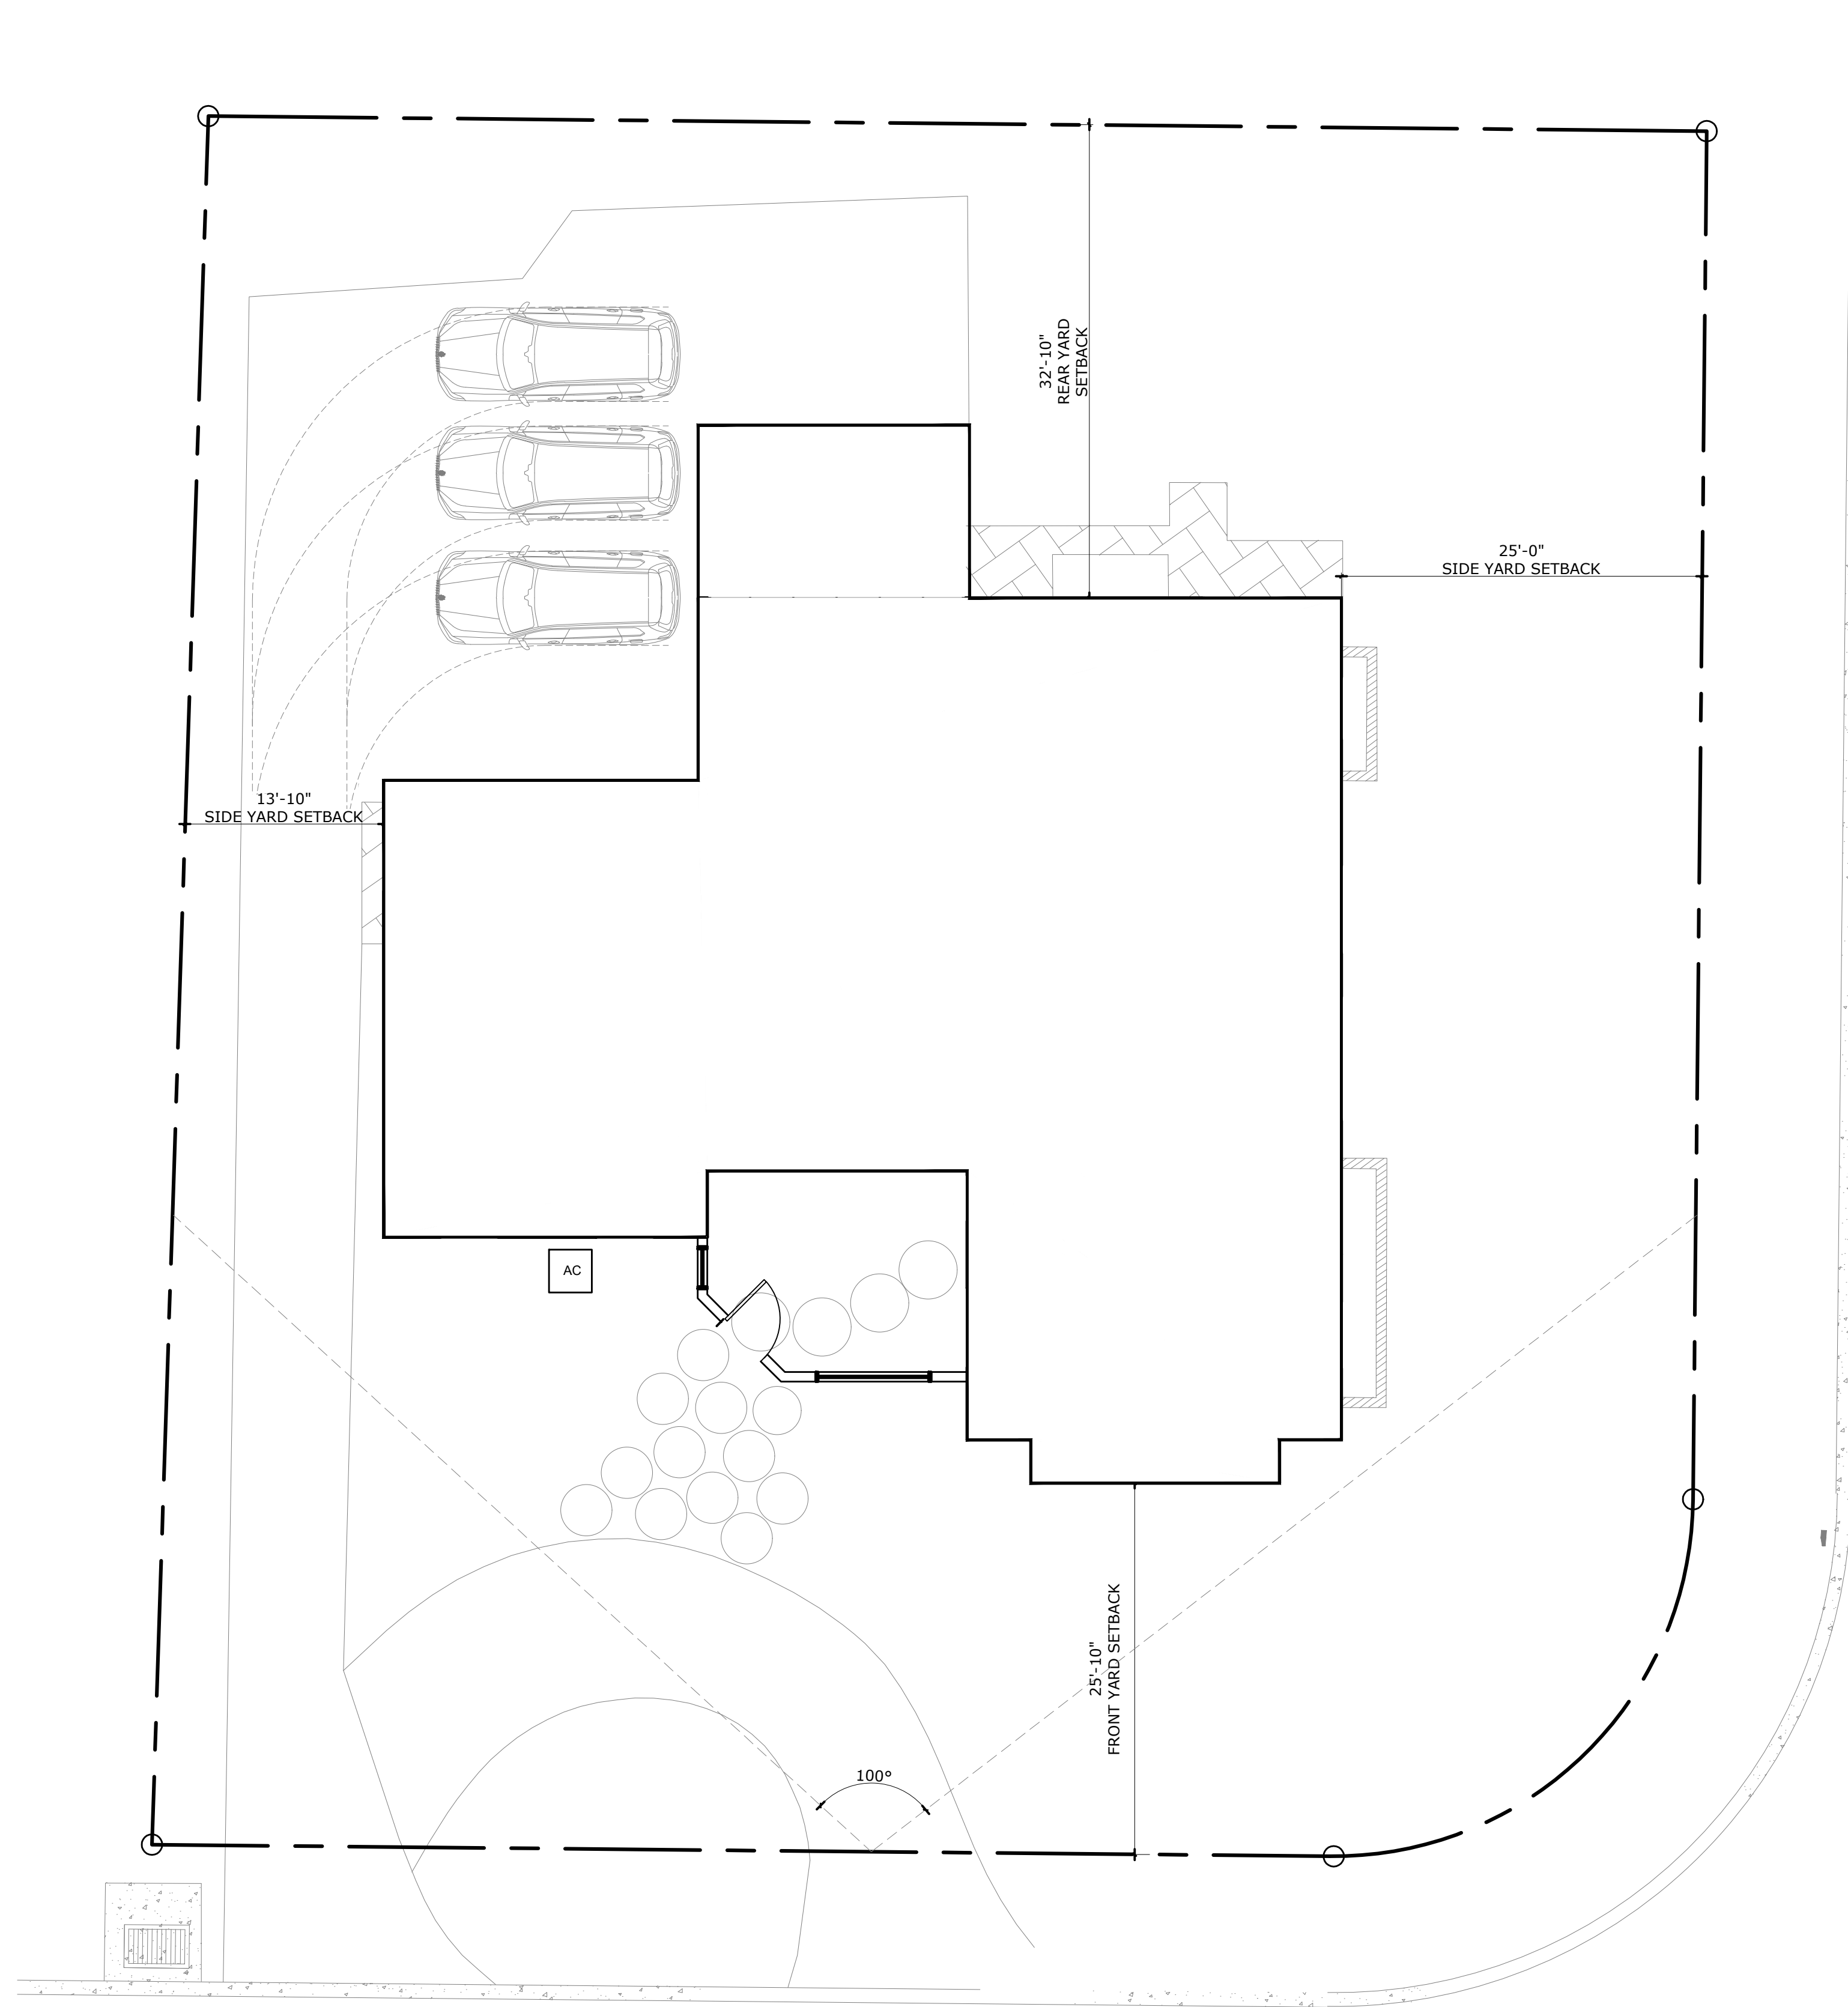 32'-10"
REAR YARD
SETBACK
25'-0"
SIDE YARD SETBACK
13'-10"
SIDE YARD SETBACK
AC
25'-10"
FRONT YARD SETBACK
100°